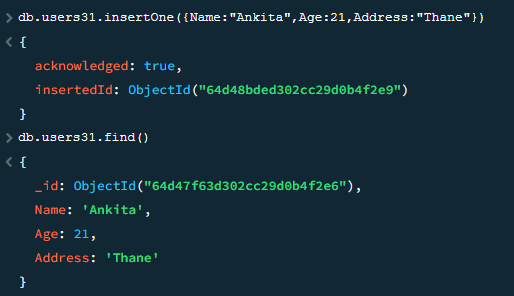 > db.users31.insertOne({Name:"Ankita",Age:21,Address:"Thane"})
< {
acknowledged: true,
insertedId: ObjectId("64d48bded302cc29d0b4f2e9")
}
> db.users31.find()
< {
_id: ObjectId("64d47f63d302cc29d0b4f2e6"),
Name: 'Ankita',
Age: 21,
Address: 'Thane'
}